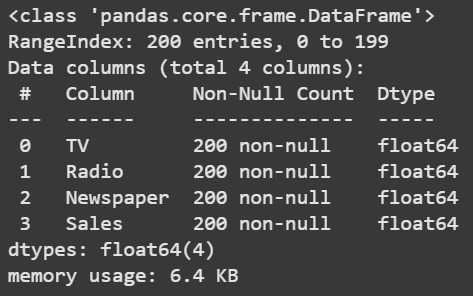 <class 'pandas.core.frame.DataFrame'>
RangeIndex: 200 entries, 0 to 199
Data columns (total 4 columns):
 #   Column     Non-Null Count  Dtype
---  ------     --------------  -----
 0   TV         200 non-null    float64
 1   Radio      200 non-null    float64
 2   Newspaper  200 non-null    float64
 3   Sales      200 non-null    float64
dtypes: float64(4)
memory usage: 6.4 KB